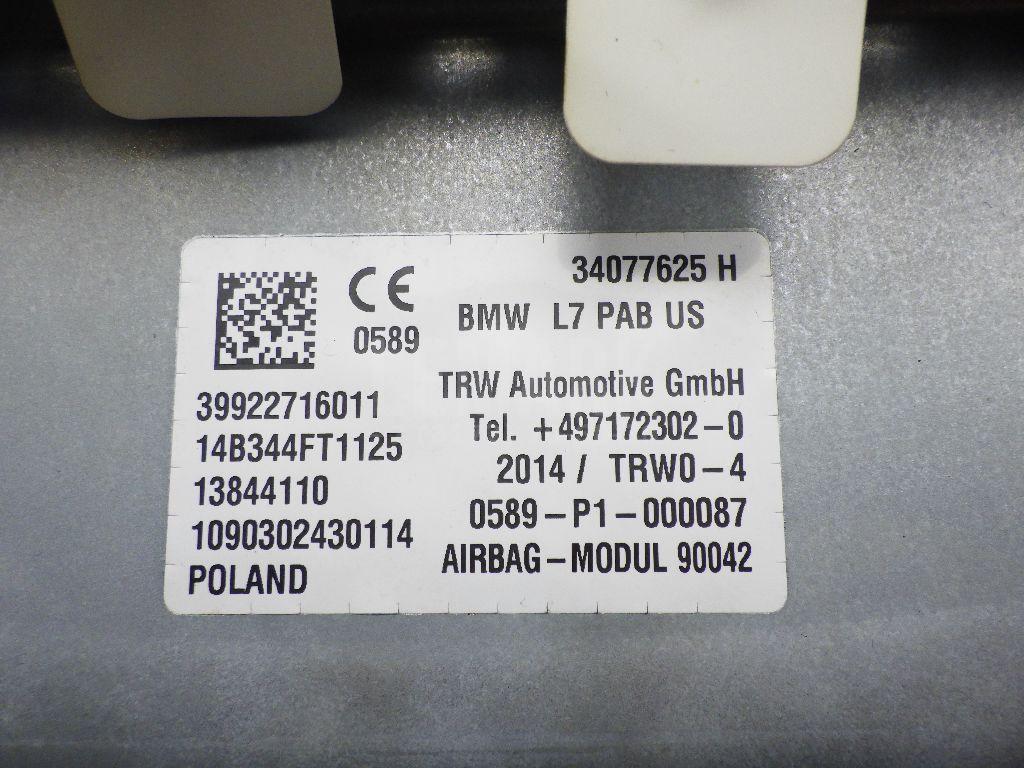 34077625 H
CE
0589
BMW L7 PAB US
TRW Automotive GmbH
39922716011
Tel. +497172302-0
14B344FT1125
2014 / TRW0-4
13844110
0589-P1-000087
1090302430114
AIRBAG-MODUL 90042
POLAND